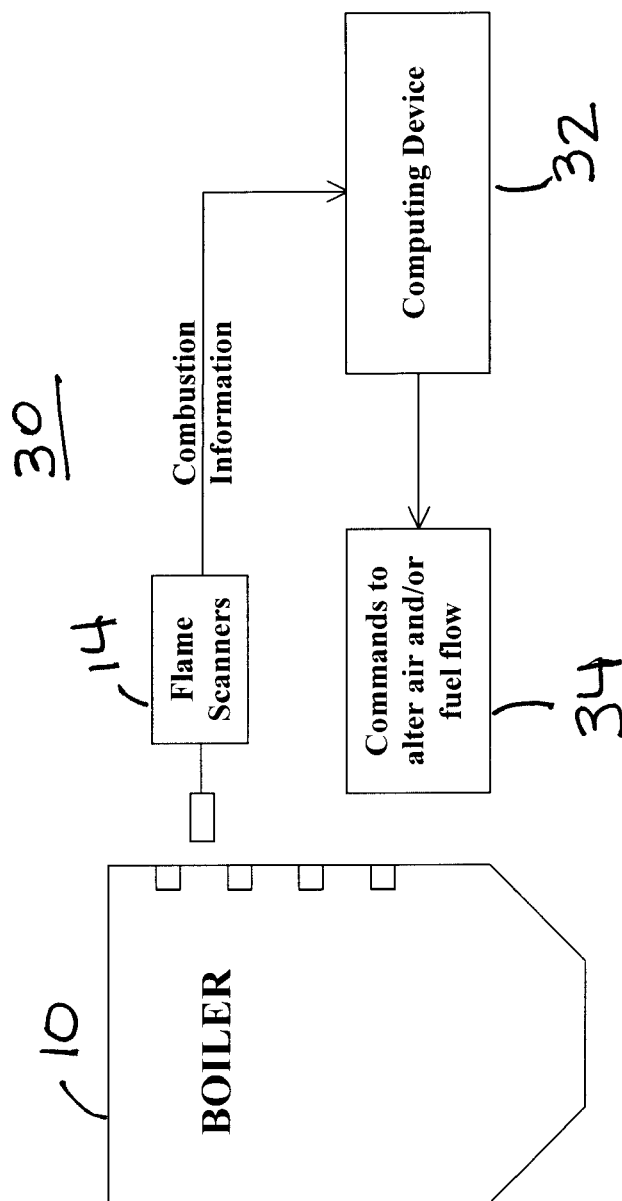 30
10
BOILER
14
Flame
Scanners
Combustion
Information
Computing Device
32
Commands to
alter air and/or
fuel flow
34